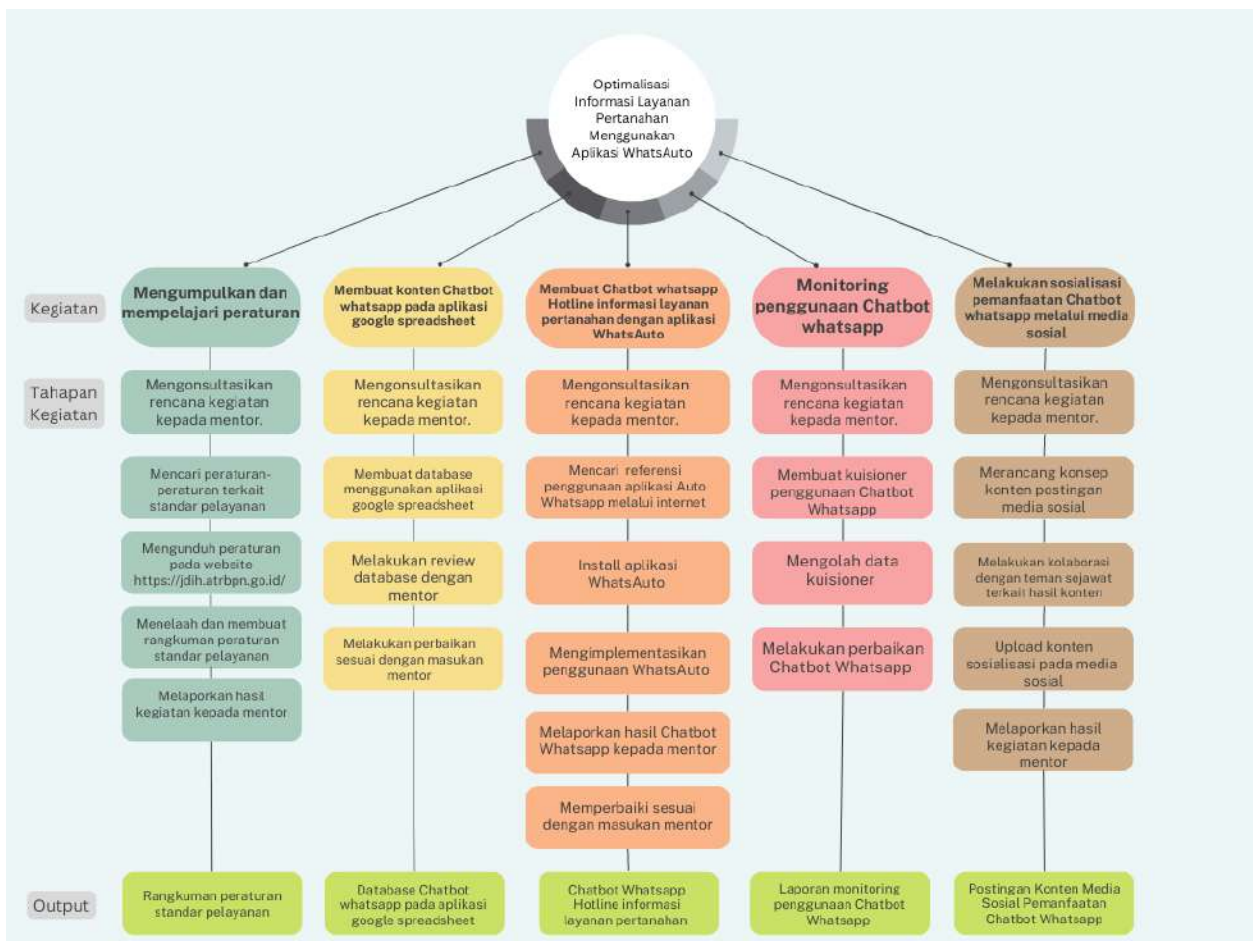 Optimalisasi
Informasi Layanan
Pertanahan
Menggunakan
Aplikasi WhatsAuto
Kegiatan
Mengumpulkan dan
mempelajari peraturan
Membuat konten Chatbot
whatsapp pada aplikasi
google spreadsheet
Membuat Chatbot whatsapp
Hotline informasi layanan
pertanahan dengan aplikasi
WhatsAuto
Monitoring
penggunaan Chatbot
whatsapp
Melakukan sosialisasi
pemanfaatan Chatbot
whatsapp melalui media
sosial
Tahapan
Kegiatan
Mengonsultasikan
rencana kegiatan
kepada mentor.
Mencari peraturan-
peraturan terkait
standar pelayanan
Mengunduh peraturan
pada website
https://jdih.atrbpn.go.id/
Menelaah dan membuat
rangkuman peraturan
standar pelayanan
Melaporkan hasil
kegiatan kepada mentor
Mengonsultasikan
rencana kegiatan
kepada mentor.
Membuat database
menggunakan aplikasi
google spreadsheet
Melakukan review
database dengan
mentor
Melakukan perbaikan
sesuai dengan masukan
mentor
Mengonsultasikan
rencana kegiatan
kepada mentor.
Mencari referensi
penggunaan aplikasi Auto
Whatsapp melalui internet
Install aplikasi
WhatsAuto
Mengimplementasikan
penggunaan WhatsAuto
Melaporkan hasil Chatbot
Whatsapp kepada mentor
Memperbaiki sesuai
dengan masukan mentor
Mengonsultasikan
rencana kegiatan
kepada mentor.
Membuat kuisioner
penggunaan Chatbot
Whatsapp
Mengolah data
kuisioner
Melakukan perbaikan
Chatbot Whatsapp
Mengonsultasikan
rencana kegiatan
kepada mentor.
Merancang konsep
konten postingan
media sosial
Melakukan kolaborasi
dengan teman sejawat
terkait hasil konten
Upload konten
sosialisasi pada media
sosial
Melaporkan hasil
kegiatan kepada
mentor
Output
Rangkuman peraturan
standar pelayanan
Database Chatbot
whatsapp pada aplikasi
google spreadsheet
Chatbot Whatsapp
Hotline informasi
layanan pertanahan
Laporan monitoring
penggunaan Chatbot
Whatsapp
Postingan Konten Media
Sosial Pemanfaatan
Chatbot Whatsapp